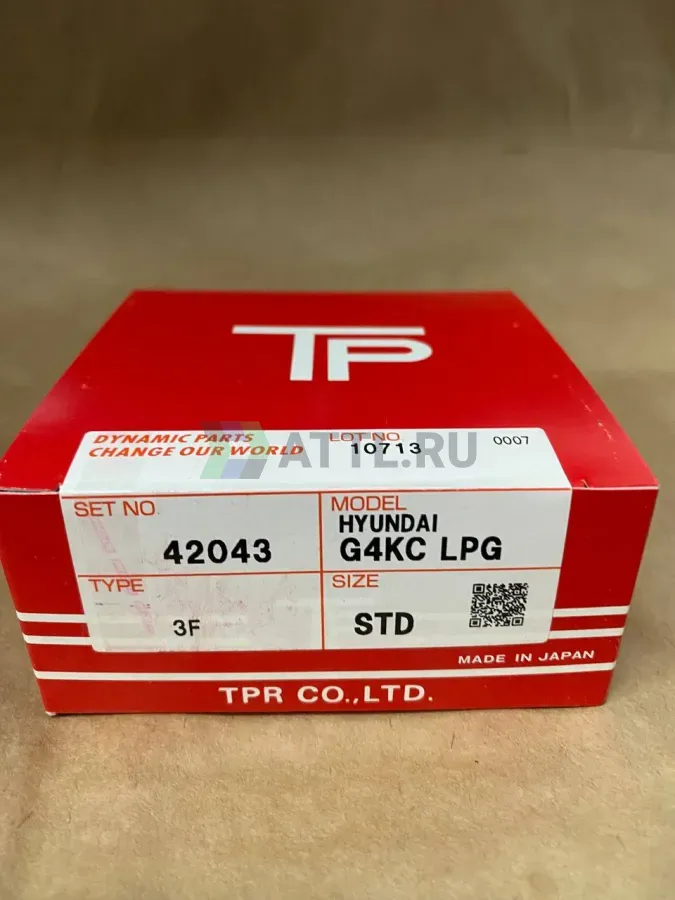 TP
DYNAMIC PARTS
CHANGE OUR WORLD
LOT NO.
10713
0007
ATTE.RU
SET NO.
42043
MODEL
HYUNDAI
G4KC LPG
TYPE
3F
SIZE
STD
MADE IN JAPAN
TPR CO.,LTD.